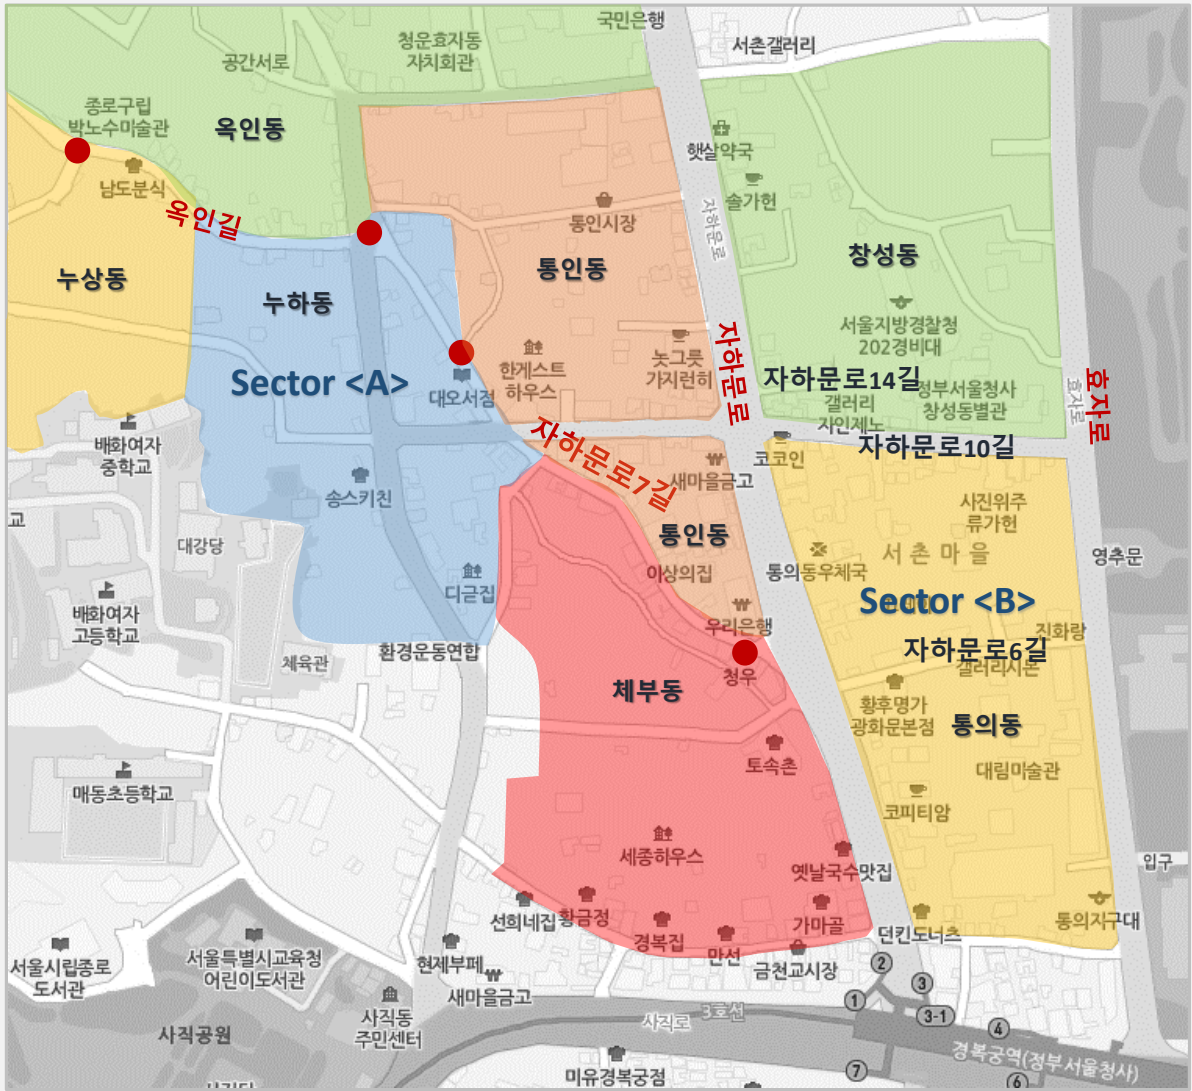 국민은행
서촌갤러리
청운효자동
자치회관
공간서로
종로구립
박노수미술관
옥인동
햇살약국
남도분식
솔가헌
옥인길
통인시장
자하문로
누상동
누하동
통인동
창성동
서울지방경찰청
202경비대
한게스트
하우스
놋그릇
가지런히
자하문로
Sector <A>
대오서점
자하문로14길
갤러리
자인제노
정부서울청사
창성동별관
효자로
효자로
자하문로7길
자하문로10길
코코인
배화여자
중학교
새마을금고
송스키친
사진위주
류가헌
교
대강당
통인동
서촌마을
영추문
이상의집
통의동우체국
디귿집
Sector <B>
배화여자
고등학교
우리은행
진화랑
자하문로6길
갤러리시몬
체육관
환경운동연합
청우
체부동
황후명가
광화문본점
통의동
토속촌
대림미술관
매동초등학교
코피티암
세종하우스
옛날국수맛집
입구
선희네집
황금정
경복집
만선
가마골
던킨도너츠
통의지구대
금천교시장
서울시립종로
도서관
서울특별시교육청
어린이도서관
현제부페
새마을금고
2
3
1
3-1
4
사직동
주민센터
사직공원
사직로
3호선
경복궁역(정부서울청사)
미유경복궁점
7
6